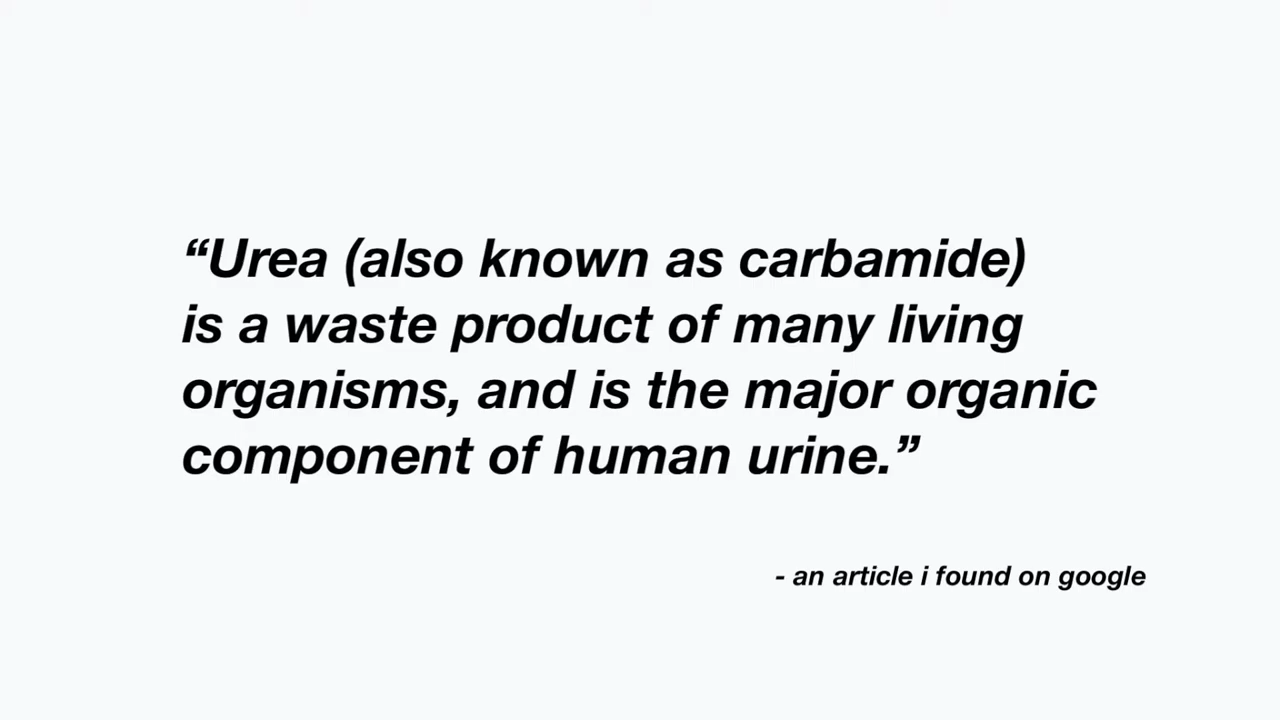 “Urea (also known as carbamide)
is a waste product of many living
organisms, and is the major organic
component of human urine.”
- an article i found on google